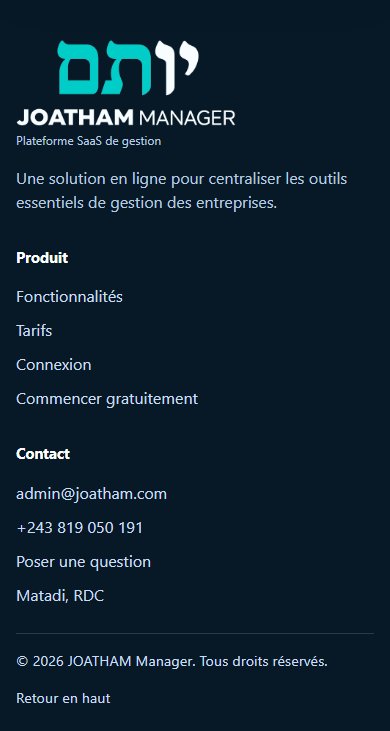 יותם
JOATHAM MANAGER
Plateforme SaaS de gestion
Une solution en ligne pour centraliser les outils
essentiels de gestion des entreprises.
Produit
Fonctionnalités
Tarifs
Connexion
Commencer gratuitement
Contact
admin@joatham.com
+243 819 050 191
Poser une question
Matadi, RDC
© 2026 JOATHAM Manager. Tous droits réservés.
Retour en haut